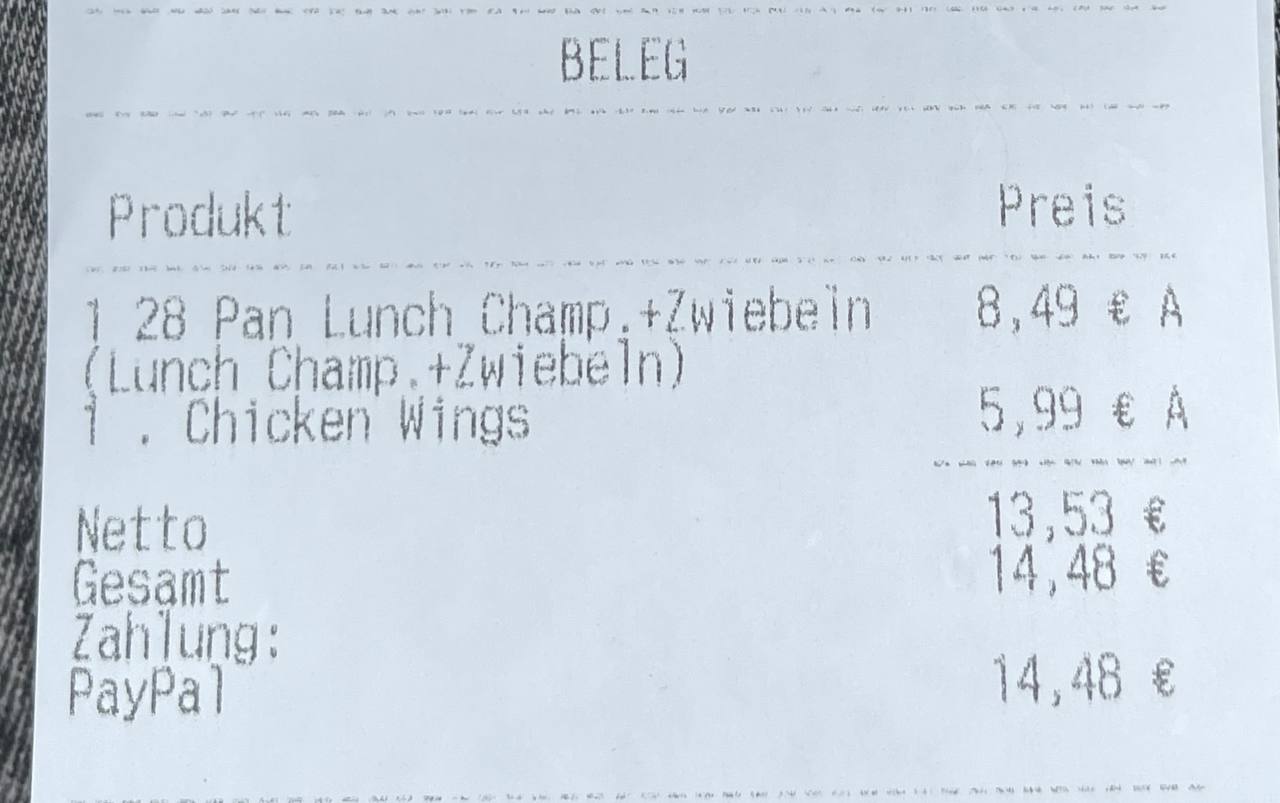 BELEG
Produkt Preis
1 28 Pan Lunch Champ.+Zwiebeln 8,49 € A
(Lunch Champ.+Zwiebeln)
1 . Chicken Wings 5,99 € A
Netto 13,53 €
Gesamt 14,48 €
Zahlung:
PayPal 14,48 €